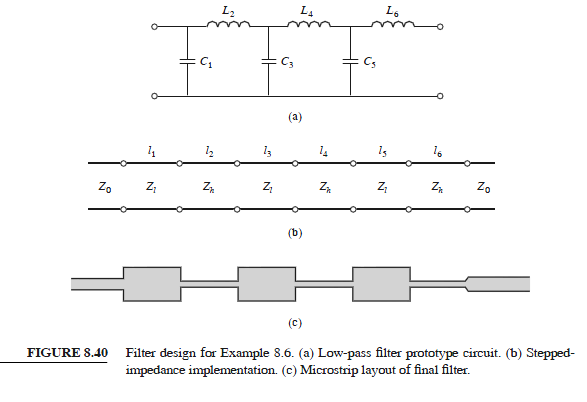 L2 L4 L6
C1 C3 C5
(a)
l1 l2 l3 l4 l5 l6
Z0 Zl Zh Zl Zh Zl Zh Z0
(b)
(c)
FIGURE 8.40 Filter design for Example 8.6. (a) Low-pass filter prototype circuit. (b) Stepped-
impedance implementation. (c) Microstrip layout of final filter.